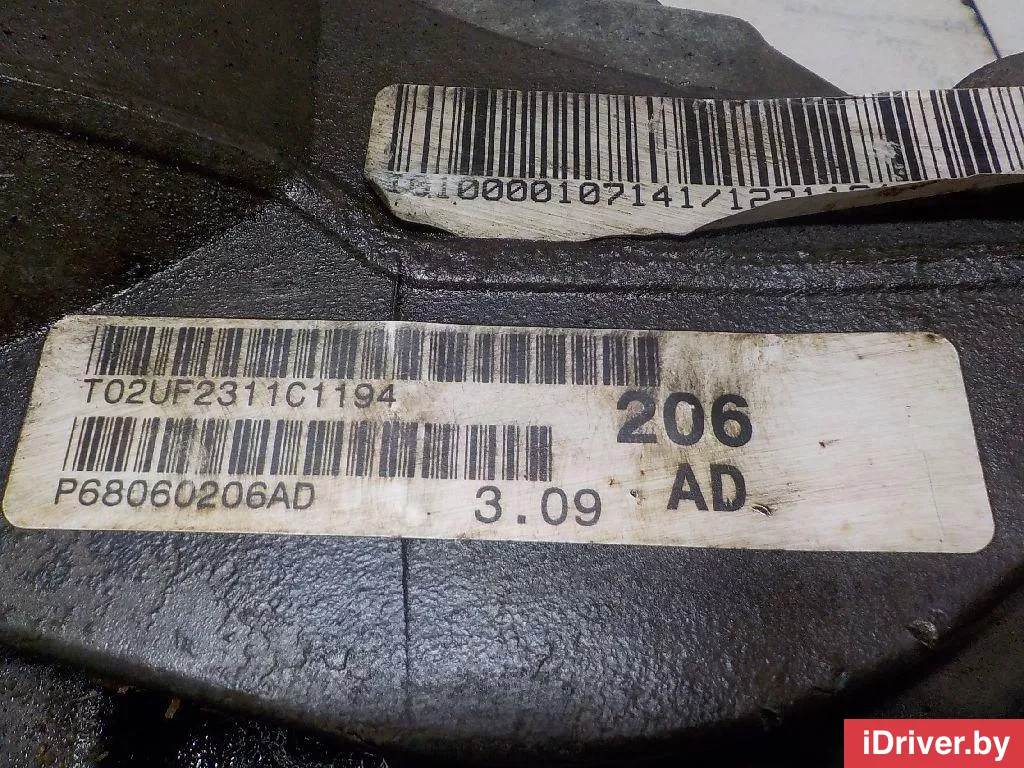 T02UF2311C1194
P68060206AD
3.09
206
AD
iDriver.by